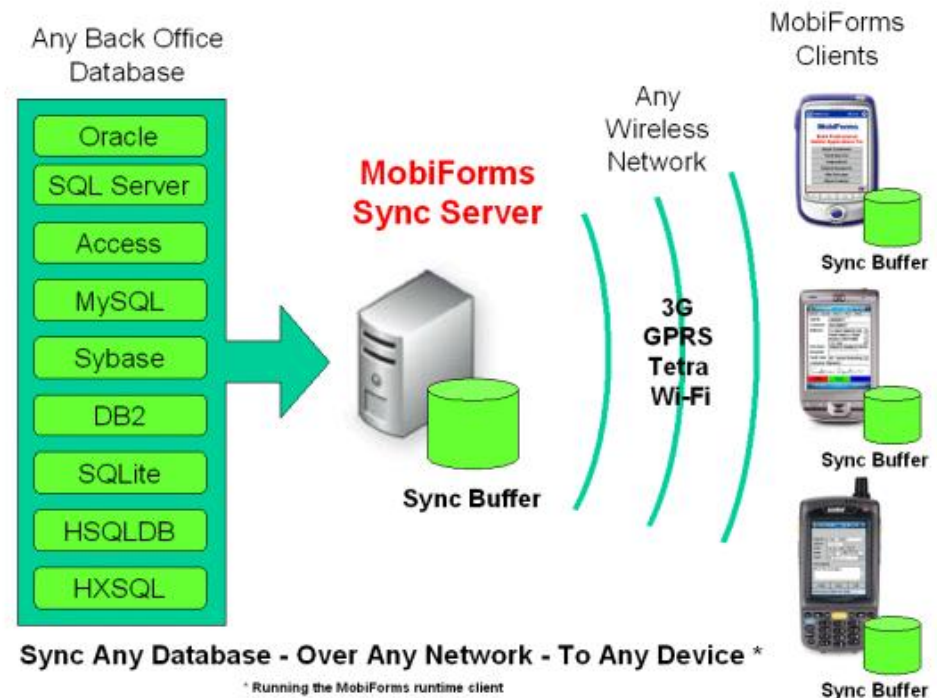 Any Back Office
Database
Oracle
SQL Server
Access
MySQL
Sybase
DB2
SQLite
HSQLDB
HXSQL
MobiForms
Sync Server
Sync Buffer
Any
Wireless
Network
3G
GPRS
Tetra
Wi-Fi
MobiForms
Clients
MobiForms
Sync Buffer
Sync Buffer
Sync Buffer
Sync Any Database - Over Any Network - To Any Device *
* Running the MobiForms runtime client